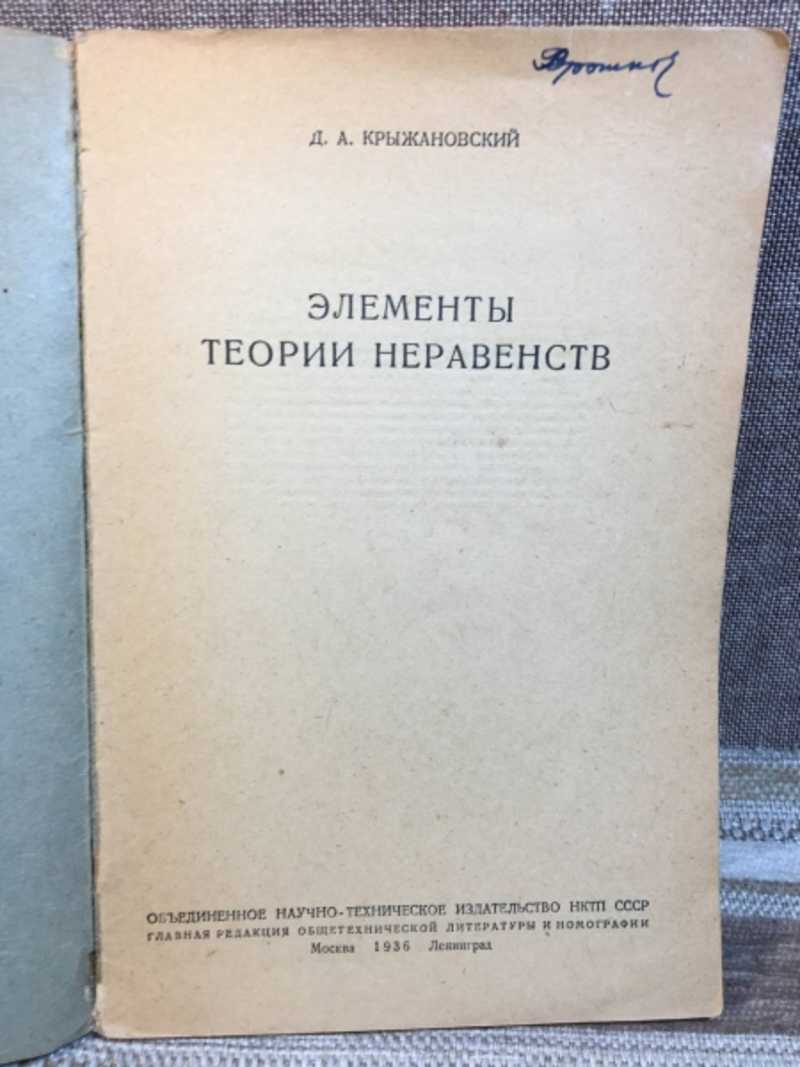 Д. А. КРЫЖАНОВСКИЙ
ЭЛЕМЕНТЫ
ТЕОРИИ НЕРАВЕНСТВ
ОБЪЕДИНЕННОЕ НАУЧНО-ТЕХНИЧЕСКОЕ ИЗДАТЕЛЬСТВО НКТП СССР
ГЛАВНАЯ РЕДАКЦИЯ ОБЩЕТЕХНИЧЕСКОЙ ЛИТЕРАТУРЫ И НОМОГРАФИИ
Москва 1936 Ленинград